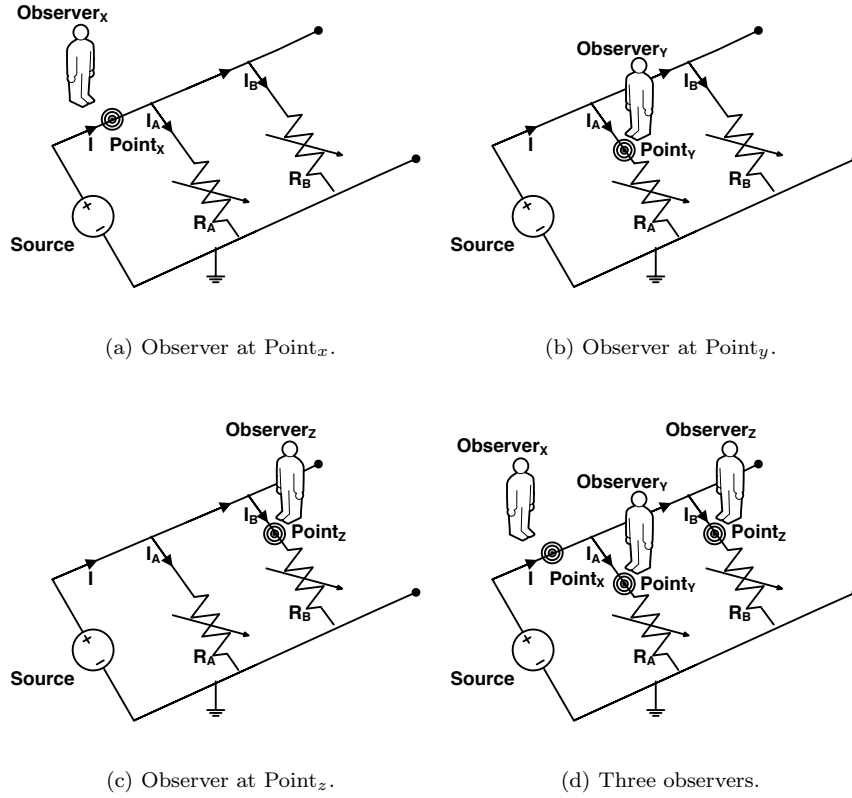 Observer_X
I_B
I_A
I
Point_X
R_B
+
−
R_A
Source
(a) Observer at Point_x.
Observer_Y
I_B
I_A
I
Point_Y
R_B
+
−
R_A
Source
(b) Observer at Point_y.
Observer_Z
I_B
Point_Z
I_A
I
R_B
+
−
R_A
Source
(c) Observer at Point_z.
Observer_X
Observer_Z
Observer_Y
I_B
Point_Z
I_A
I
Point_X
Point_Y
R_B
+
−
R_A
Source
(d) Three observers.